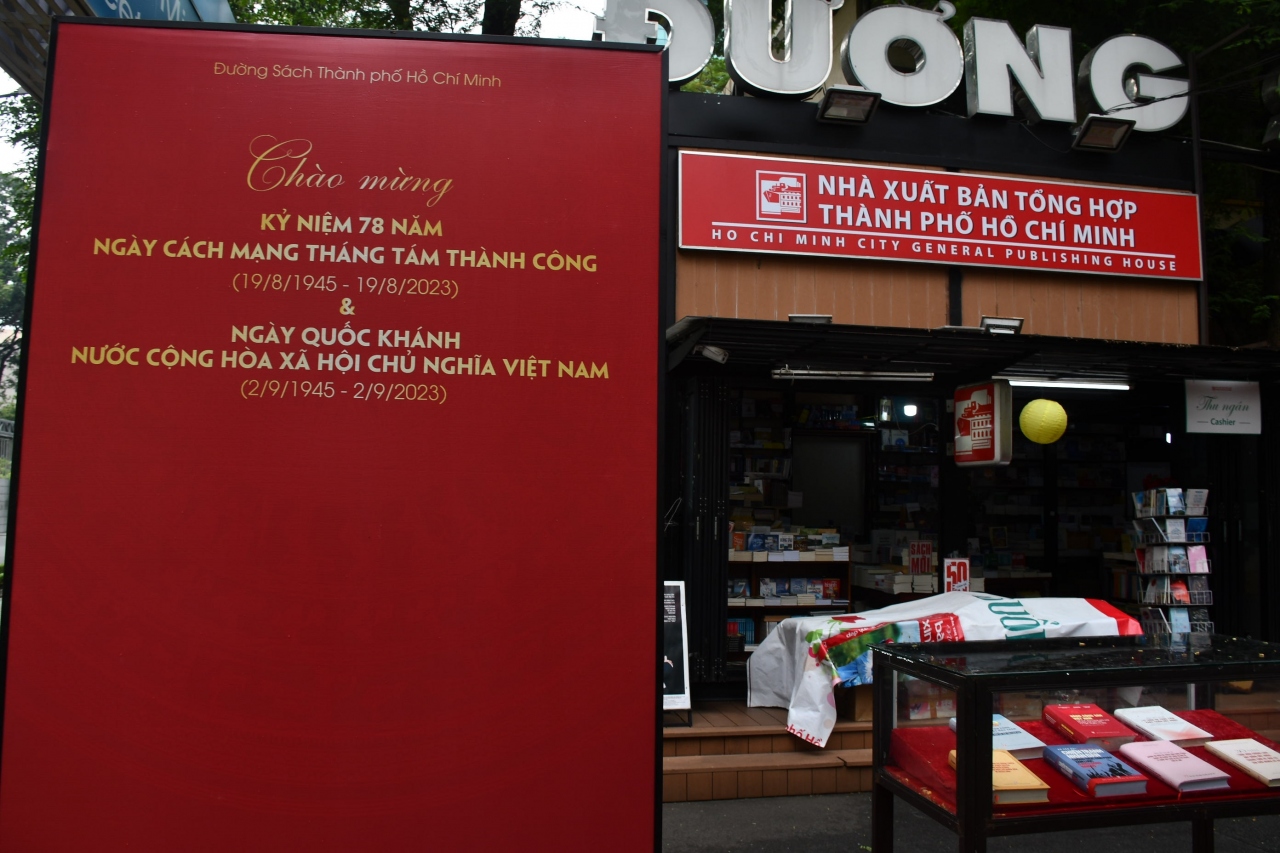 Đường Sách Thành phố Hồ Chí Minh
Chào mừng
KỶ NIỆM 78 NĂM
NGÀY CÁCH MẠNG THÁNG TÁM THÀNH CÔNG
(19/8/1945 - 19/8/2023)
&
NGÀY QUỐC KHÁNH
NƯỚC CỘNG HÒA XÃ HỘI CHỦ NGHĨA VIỆT NAM
(2/9/1945 - 2/9/2023)
ĐƯỜNG
NHÀ XUẤT BẢN TỔNG HỢP
THÀNH PHỐ HỒ CHÍ MINH
HO CHI MINH CITY GENERAL PUBLISHING HOUSE
Thu ngân
Cashier
SÁCH
MỚI
50